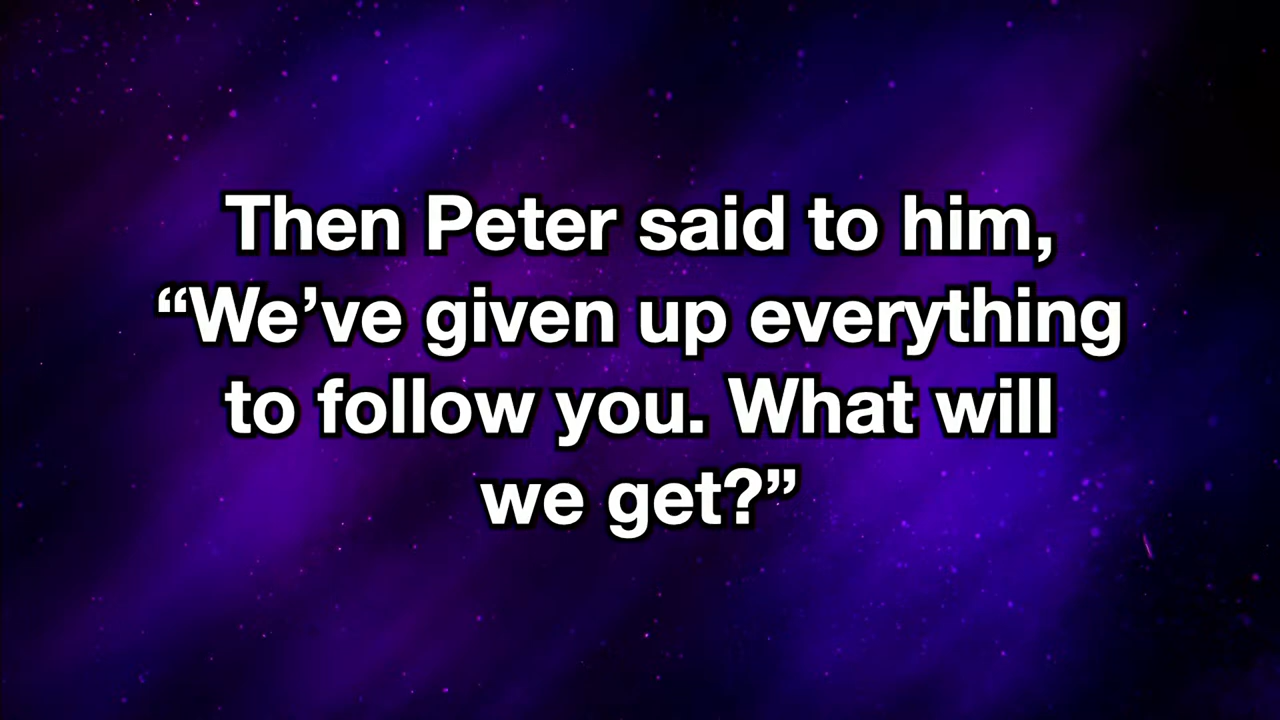 Then Peter said to him,
“We’ve given up everything
to follow you. What will
we get?”